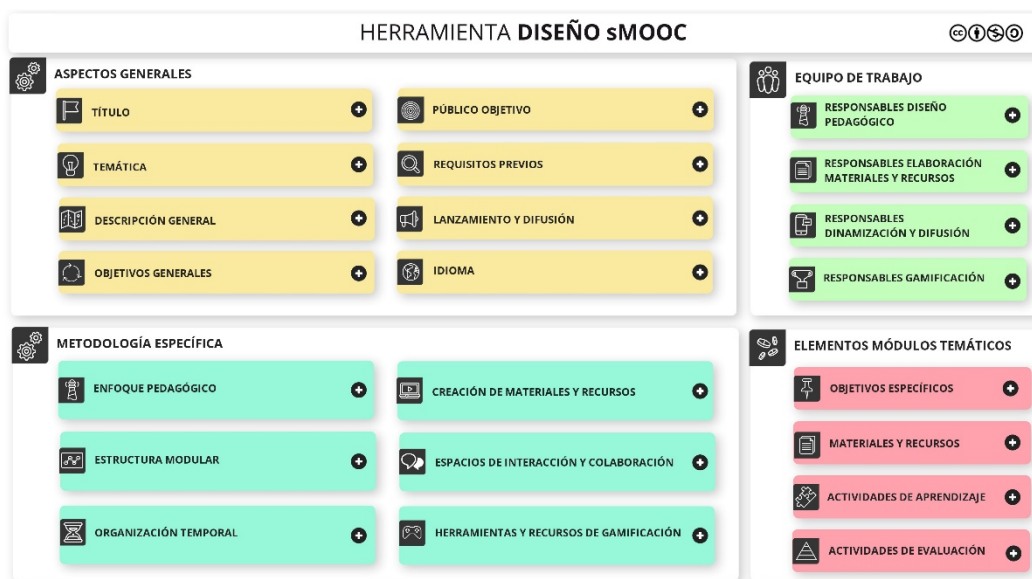 HERRAMIENTA DISEÑO sMOOC
ASPECTOS GENERALES
TÍTULO
TEMÁTICA
DESCRIPCIÓN GENERAL
OBJETIVOS GENERALES
PÚBLICO OBJETIVO
REQUISITOS PREVIOS
LANZAMIENTO Y DIFUSIÓN
IDIOMA
EQUIPO DE TRABAJO
RESPONSABLES DISEÑO
PEDAGÓGICO
RESPONSABLES ELABORACIÓN
MATERIALES Y RECURSOS
RESPONSABLES
DINAMIZACIÓN Y DIFUSIÓN
RESPONSABLES GAMIFICACIÓN
METODOLOGÍA ESPECÍFICA
ENFOQUE PEDAGÓGICO
ESTRUCTURA MODULAR
ORGANIZACIÓN TEMPORAL
CREACIÓN DE MATERIALES Y RECURSOS
ESPACIOS DE INTERACCIÓN Y COLABORACIÓN
HERRAMIENTAS Y RECURSOS DE GAMIFICACIÓN
ELEMENTOS MÓDULOS TEMÁTICOS
OBJETIVOS ESPECÍFICOS
MATERIALES Y RECURSOS
ACTIVIDADES DE APRENDIZAJE
ACTIVIDADES DE EVALUACIÓN